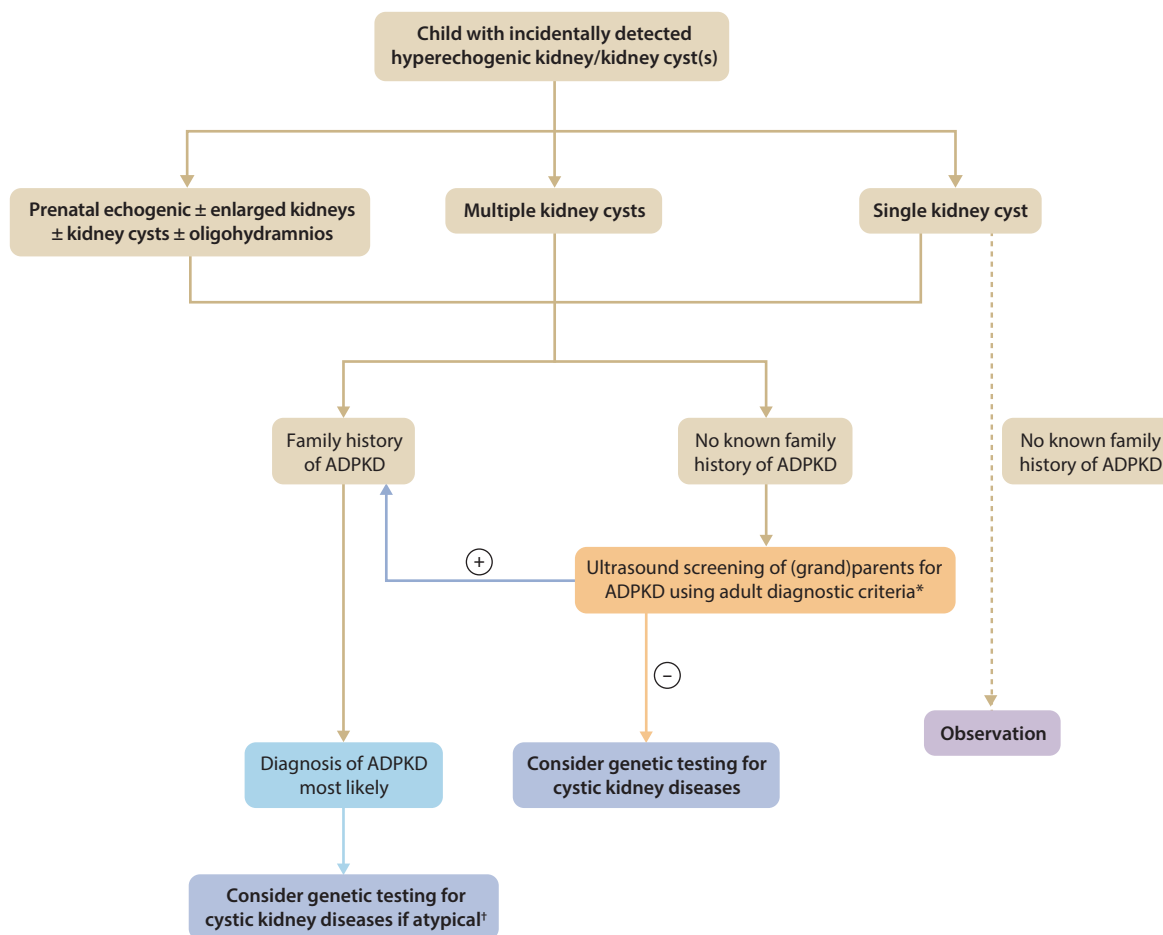 Child with incidentally detected
hyperechogenic kidney/kidney cyst(s)
Prenatal echogenic ± enlarged kidneys
± kidney cysts ± oligohydramnios
Multiple kidney cysts
Single kidney cyst
Family history
of ADPKD
No known family
history of ADPKD
No known family
history of ADPKD
+
Ultrasound screening of (grand)parents for
ADPKD using adult diagnostic criteria*
−
Observation
Diagnosis of ADPKD
most likely
Consider genetic testing for
cystic kidney diseases
Consider genetic testing for
cystic kidney diseases if atypical†